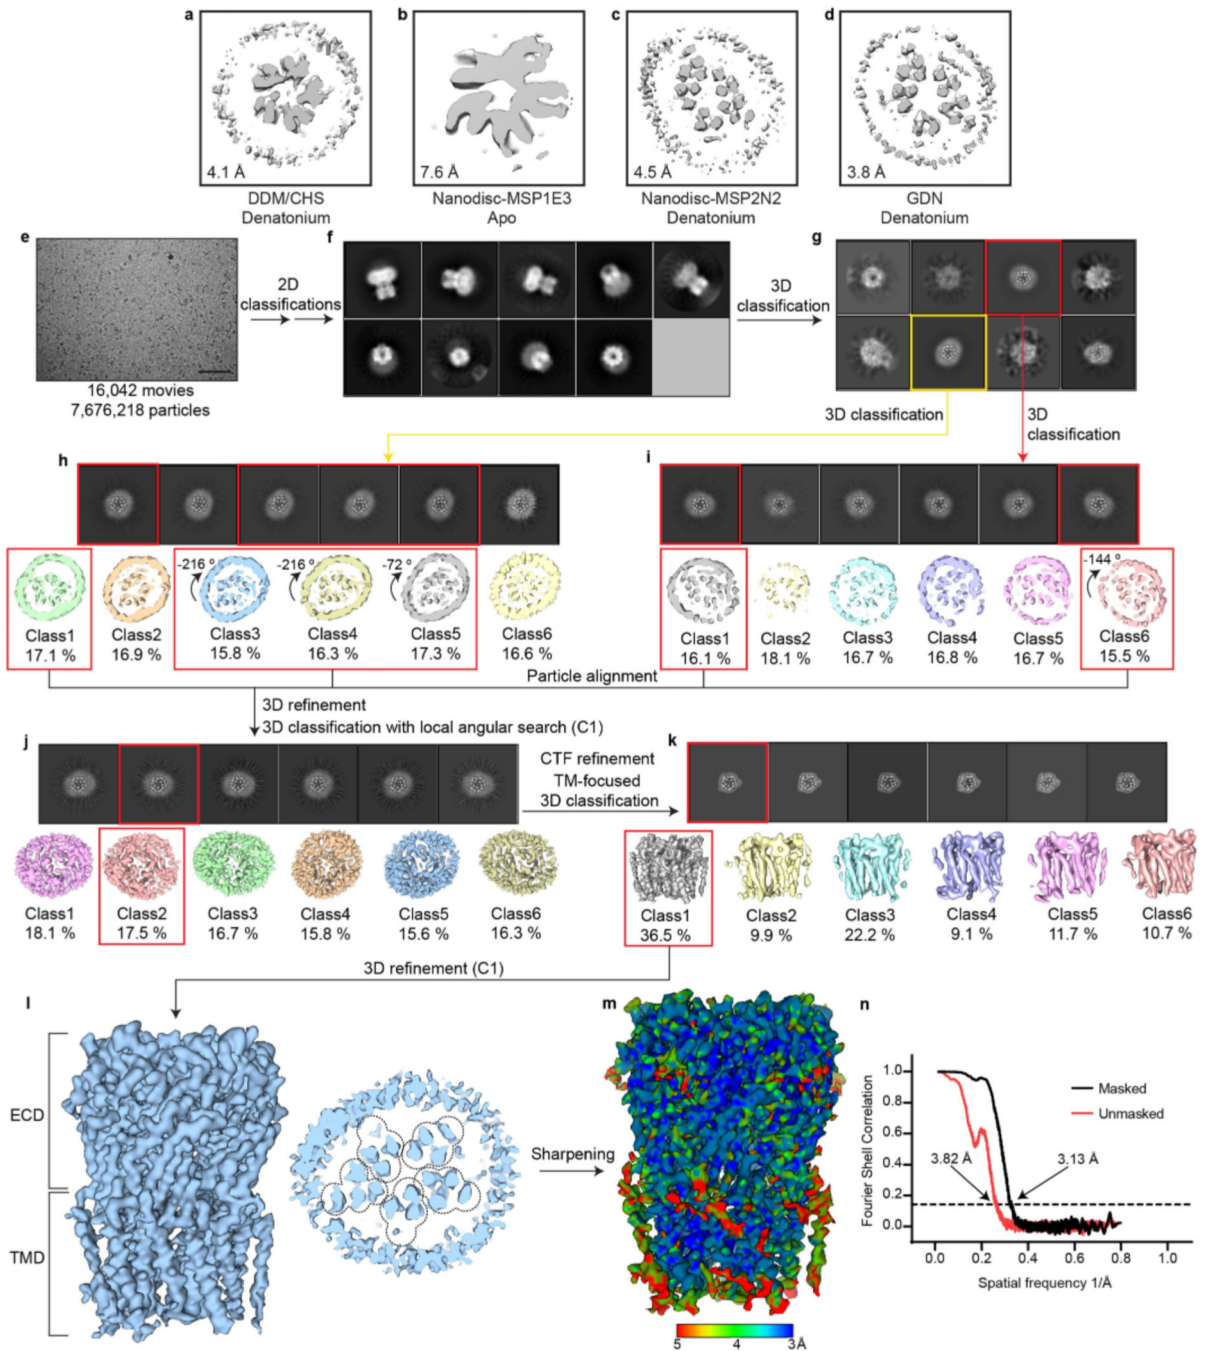 a
b
c
d
4.1 Å
7.6 Å
4.5 Å
3.8 Å
DDM/CHS
Denatonium
Nanodisc-MSP1E3
Apo
Nanodisc-MSP2N2
Denatonium
GDN
Denatonium
e
f
g
2D
classifications
3D
classification
16,042 movies
7,676,218 particles
3D classification
3D
classification
h
i
-216 º
-216 º
-72 º
-144 º
Class1
17.1 %
Class2
16.9 %
Class3
15.8 %
Class4
16.3 %
Class5
17.3 %
Class6
16.6 %
Class1
16.1 %
Class2
18.1 %
Class3
16.7 %
Class4
16.8 %
Class5
16.7 %
Class6
15.5 %
Particle alignment
3D refinement
3D classification with local angular search (C1)
j
k
CTF refinement
TM-focused
3D classification
Class1
18.1 %
Class2
17.5 %
Class3
16.7 %
Class4
15.8 %
Class5
15.6 %
Class6
16.3 %
Class1
36.5 %
Class2
9.9 %
Class3
22.2 %
Class4
9.1 %
Class5
11.7 %
Class6
10.7 %
3D refinement (C1)
l
m
n
ECD
TMD
Sharpening
5
4
3Å
Fourier Shell Correlation
1.0
0.8
0.6
0.4
0.2
0.0
Masked
Unmasked
3.82 Å
3.13 Å
0.0
0.2
0.4
0.6
0.8
1.0
Spatial frequency 1/Å